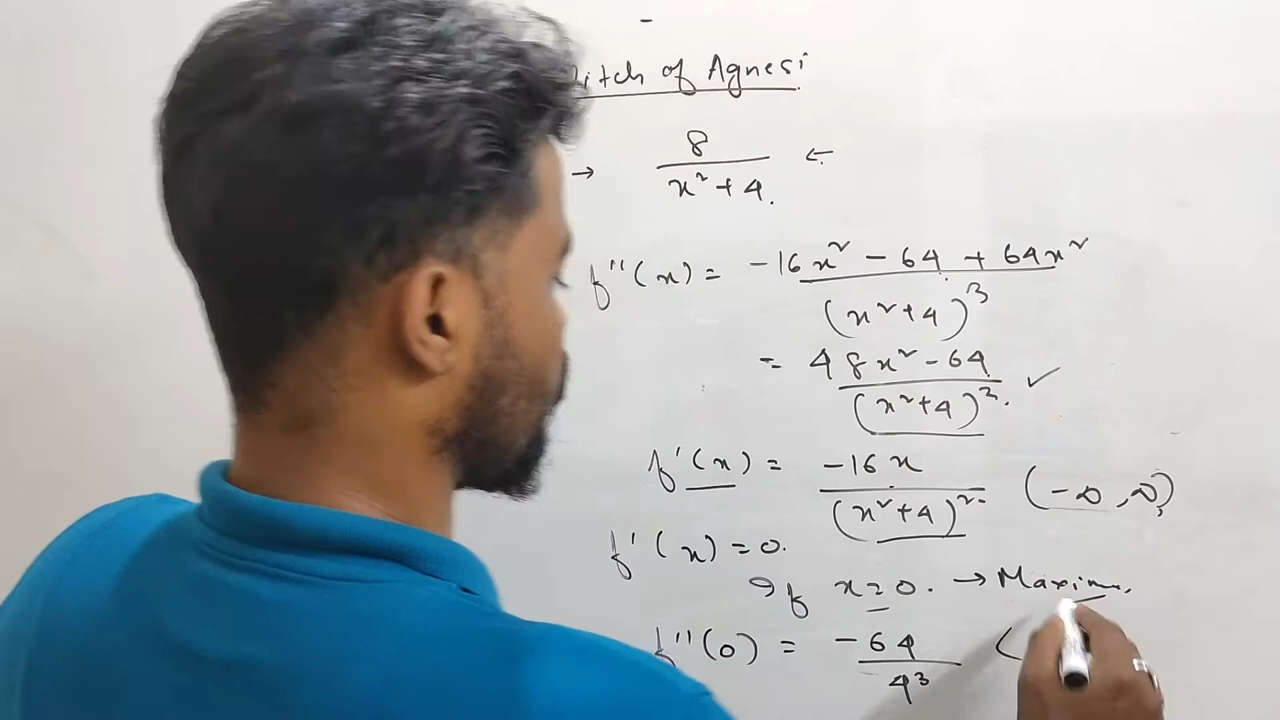 itch of Agnesi
→ 8/(x²+4) ←
f''(x) = (-16x² - 64 + 64x²)/(x²+4)³
= (48x² - 64)/(x²+4)³. ✓
f'(x) = -16x/(x²+4)² (-∞, ∞)
f'(x) = 0.
If x = 0. → Maxim
f''(0) = -64/4³ (